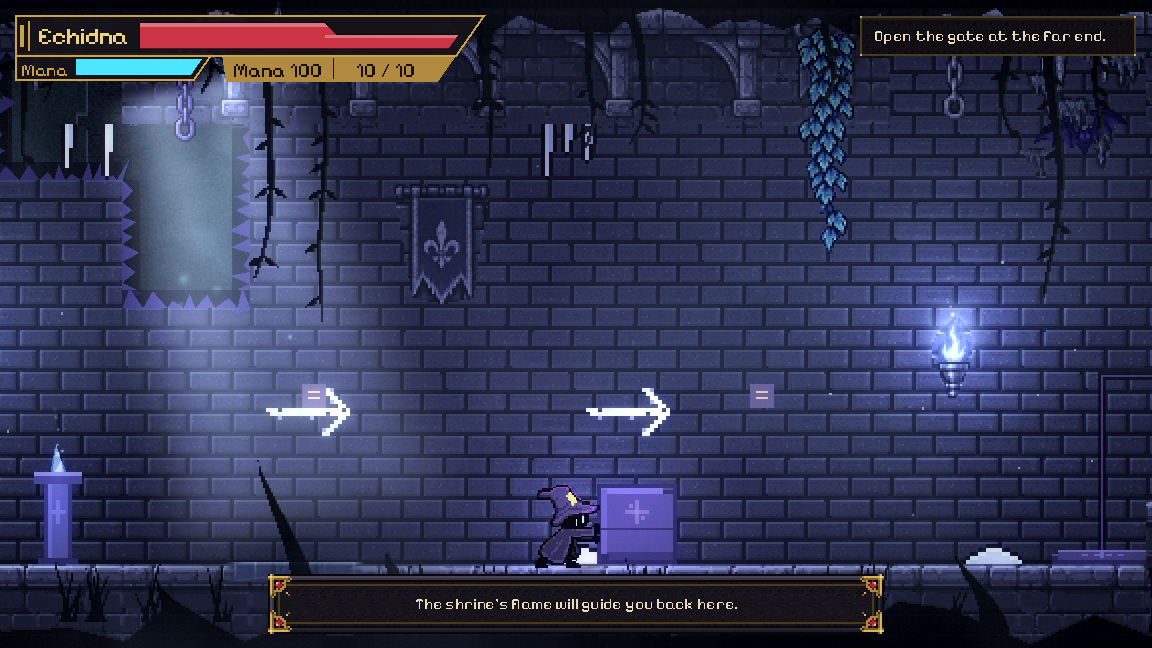 Echidna
Open the gate at the far end.
Mana
Mana 100
10 / 10
=
=
The shrine's flame will guide you back here.